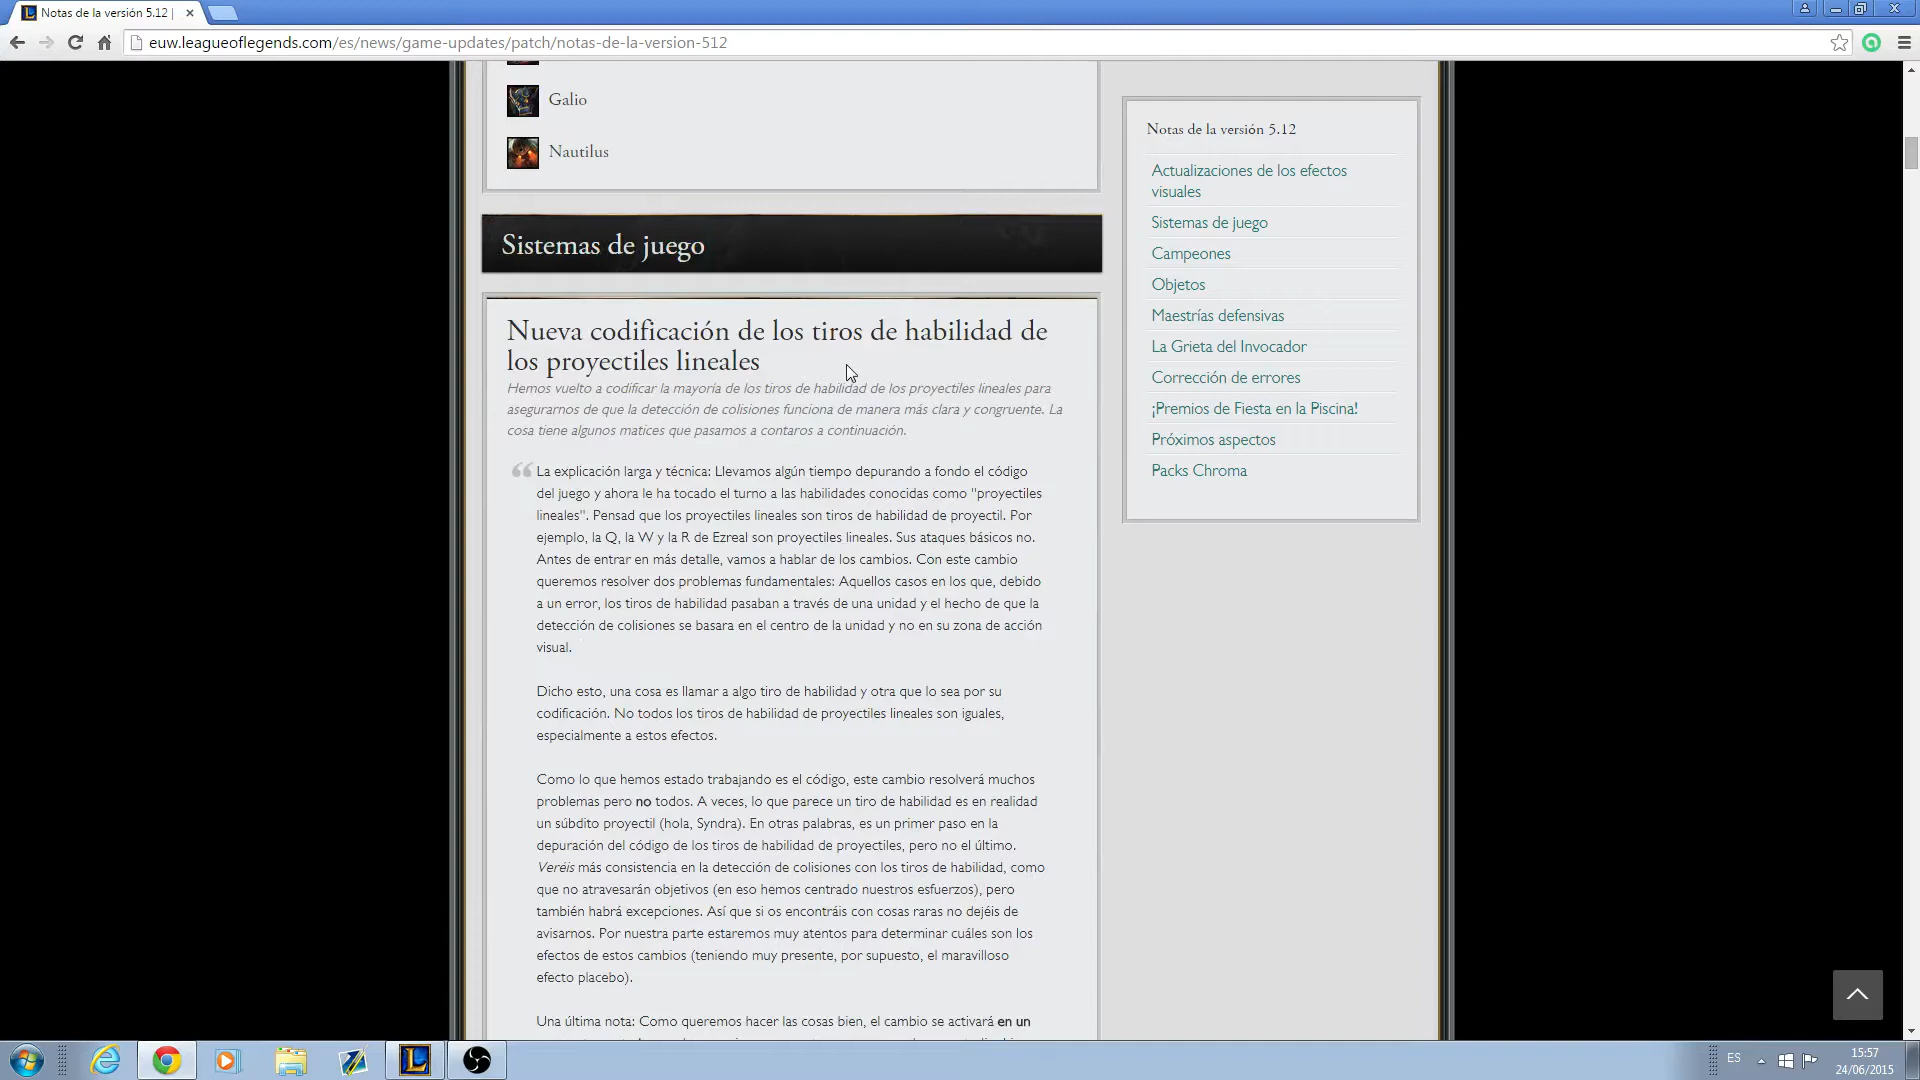 Notas de la versión 5.12 |
euw.leagueoflegends.com/es/news/game-updates/patch/notas-de-la-version-512
Galio
Nautilus
Sistemas de juego
Nueva codificación de los tiros de habilidad de
los proyectiles lineales
Hemos vuelto a codificar la mayoría de los tiros de habilidad de los proyectiles lineales para
asegurarnos de que la detección de colisiones funciona de manera más clara y congruente. La
cosa tiene algunos matices que pasamos a contaros a continuación.
“ La explicación larga y técnica: Llevamos algún tiempo depurando a fondo el código
del juego y ahora le ha tocado el turno a las habilidades conocidas como "proyectiles
lineales". Pensad que los proyectiles lineales son tiros de habilidad de proyectil. Por
ejemplo, la Q, la W y la R de Ezreal son proyectiles lineales. Sus ataques básicos no.
Antes de entrar en más detalle, vamos a hablar de los cambios. Con este cambio
queremos resolver dos problemas fundamentales: Aquellos casos en los que, debido
a un error, los tiros de habilidad pasaban a través de una unidad y el hecho de que la
detección de colisiones se basara en el centro de la unidad y no en su zona de acción
visual.
Dicho esto, una cosa es llamar a algo tiro de habilidad y otra que lo sea por su
codificación. No todos los tiros de habilidad de proyectiles lineales son iguales,
especialmente a estos efectos.
Como lo que hemos estado trabajando es el código, este cambio resolverá muchos
problemas pero no todos. A veces, lo que parece un tiro de habilidad es en realidad
un súbdito proyectil (hola, Syndra). En otras palabras, es un primer paso en la
depuración del código de los tiros de habilidad de proyectiles, pero no el último.
Veréis más consistencia en la detección de colisiones con los tiros de habilidad, como
que no atravesarán objetivos (en eso hemos centrado nuestros esfuerzos), pero
también habrá excepciones. Así que si os encontráis con cosas raras no dejéis de
avisarnos. Por nuestra parte estaremos muy atentos para determinar cuáles son los
efectos de estos cambios (teniendo muy presente, por supuesto, el maravilloso
efecto placebo).
Una última nota: Como queremos hacer las cosas bien, el cambio se activará en un
Notas de la versión 5.12
Actualizaciones de los efectos
visuales
Sistemas de juego
Campeones
Objetos
Maestrías defensivas
La Grieta del Invocador
Corrección de errores
¡Premios de Fiesta en la Piscina!
Próximos aspectos
Packs Chroma
ES
15:57
24/06/2015